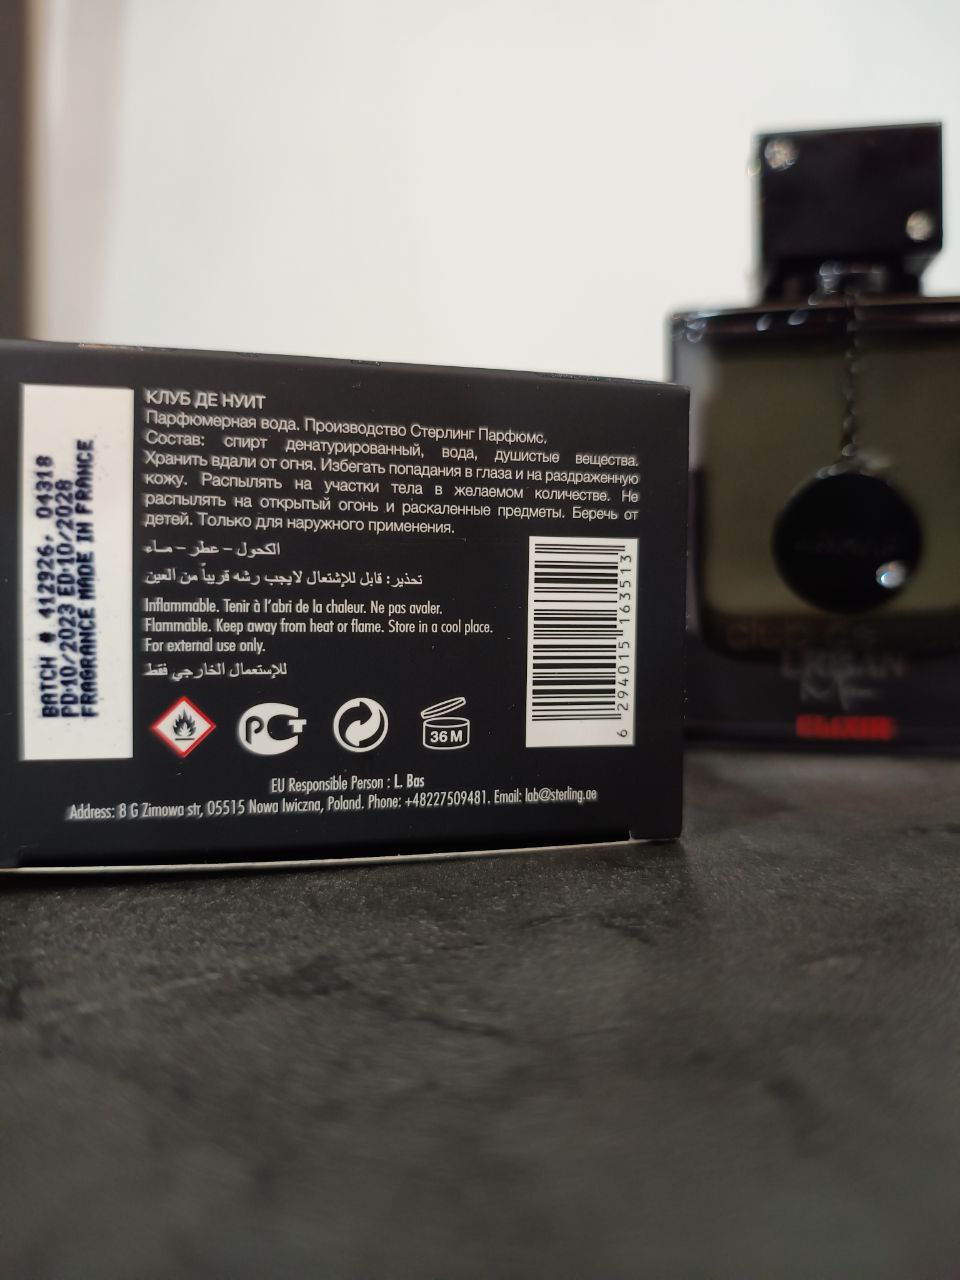 BATCH # 412926, 04318
PD:10/2023 ED:10/2028
FRAGRANCE MADE IN FRANCE
КЛУБ ДЕ НУИТ
Парфюмерная вода. Производство Стерлинг Парфюмс.
Состав: спирт денатурированный, вода, душистые вещества.
Хранить вдали от огня. Избегать попадания в глаза и на раздраженную
кожу. Распылять на участки тела в желаемом количестве. Не
распылять на открытый огонь и раскаленные предметы. Беречь от
детей. Только для наружного применения.
الكحول – عطر – ماء
تحذير: قابل للإشتعال لايجب رشه قريباً من العين
Inflammable. Tenir à l'abri de la chaleur. Ne pas avaler.
Flammable. Keep away from heat or flame. Store in a cool place.
For external use only.
للإستعمال الخارجي فقط
РСТ
36 M
6 294015 163513
EU Responsible Person : L. Bas
Address: 8 G Zimowa str, 05515 Nowa Iwiczna, Poland. Phone: +48227509481. Email: lab@sterling.ae
URBAN
Man
ELIXIR